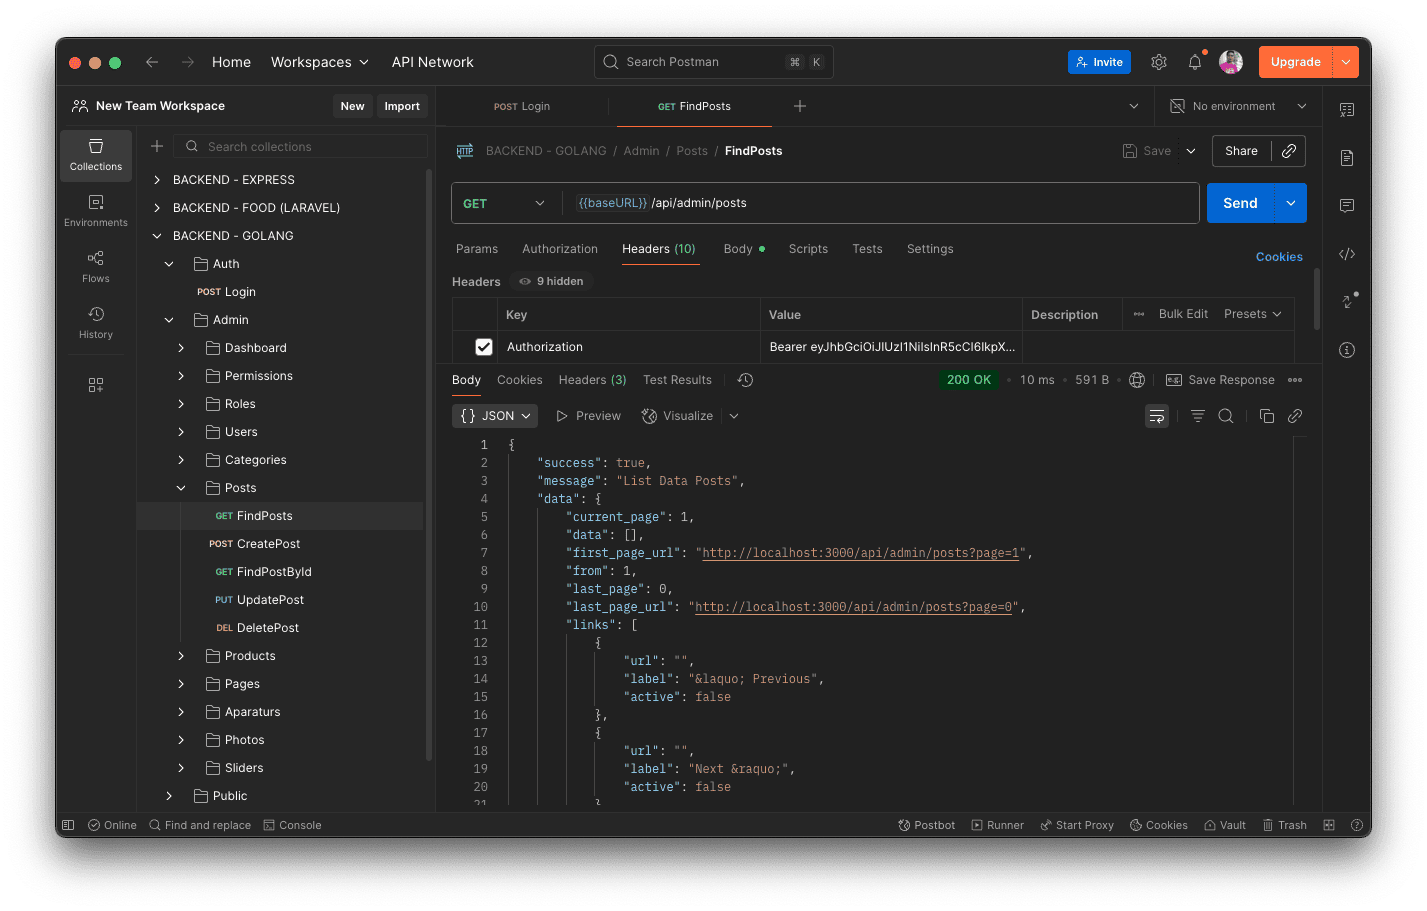 Home Workspaces API Network Search Postman ⌘ K Invite Upgrade
New Team Workspace New Import POST Login GET FindPosts No environment
Collections
Environments
Flows
History
Search collections
BACKEND - EXPRESS
BACKEND - FOOD (LARAVEL)
BACKEND - GOLANG
Auth
POST Login
Admin
Dashboard
Permissions
Roles
Users
Categories
Posts
GET FindPosts
POST CreatePost
GET FindPostById
PUT UpdatePost
DEL DeletePost
Products
Pages
Aparaturs
Photos
Sliders
Public
HTTP BACKEND - GOLANG / Admin / Posts / FindPosts Save Share
GET {{baseURL}} /api/admin/posts Send
Params Authorization Headers (10) Body Scripts Tests Settings Cookies
Headers 9 hidden
Key Value Description Bulk Edit Presets
Authorization Bearer eyJhbGciOiJIUzI1NiIsInR5cCI6IkpX...
Body Cookies Headers (3) Test Results 200 OK 10 ms 591 B e.g. Save Response
{} JSON Preview Visualize
1 {
2 "success": true,
3 "message": "List Data Posts",
4 "data": {
5 "current_page": 1,
6 "data": [],
7 "first_page_url": "http://localhost:3000/api/admin/posts?page=1",
8 "from": 1,
9 "last_page": 0,
10 "last_page_url": "http://localhost:3000/api/admin/posts?page=0",
11 "links": [
12 {
13 "url": "",
14 "label": "&laquo; Previous",
15 "active": false
16 },
17 {
18 "url": "",
19 "label": "Next &raquo;",
20 "active": false
21 }
Online Find and replace Console Postbot Runner Start Proxy Cookies Vault Trash